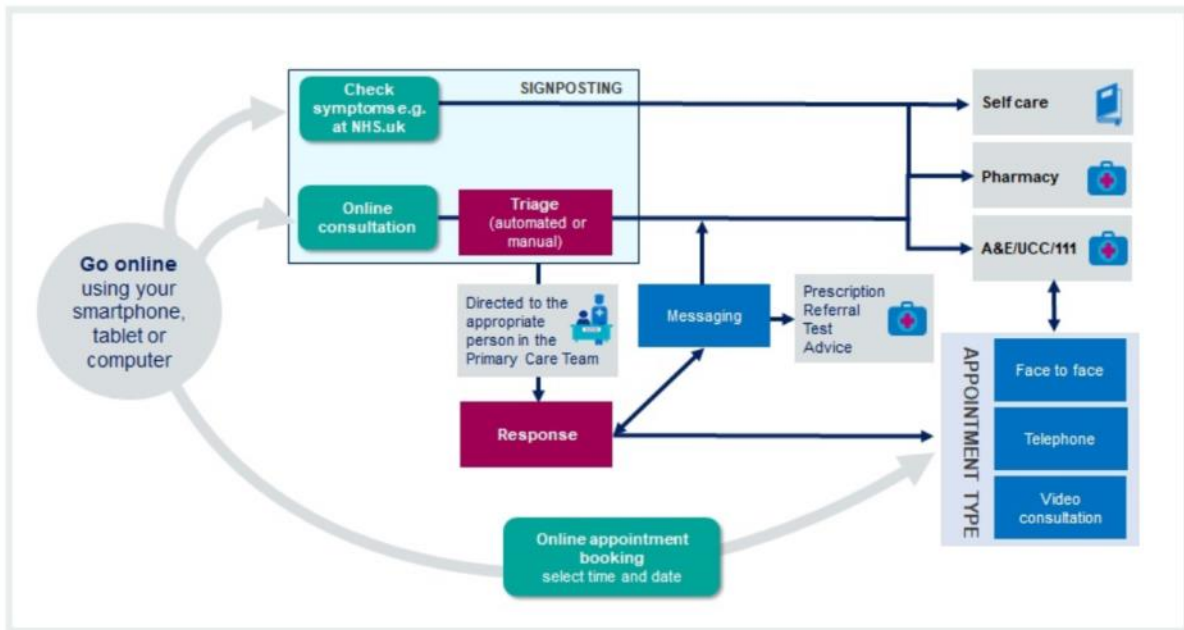 Go online
using your
smartphone,
tablet or
computer
SIGNPOSTING
Check
symptoms e.g.
at NHS.uk
Online
consultation
Triage
(automated or
manual)
Directed to the
appropriate
person in the
Primary Care Team
Response
Messaging
Prescription
Referral
Test
Advice
Self care
Pharmacy
A&E/UCC/111
APPOINTMENT TYPE
Face to face
Telephone
Video
consultation
Online appointment
booking
select time and date